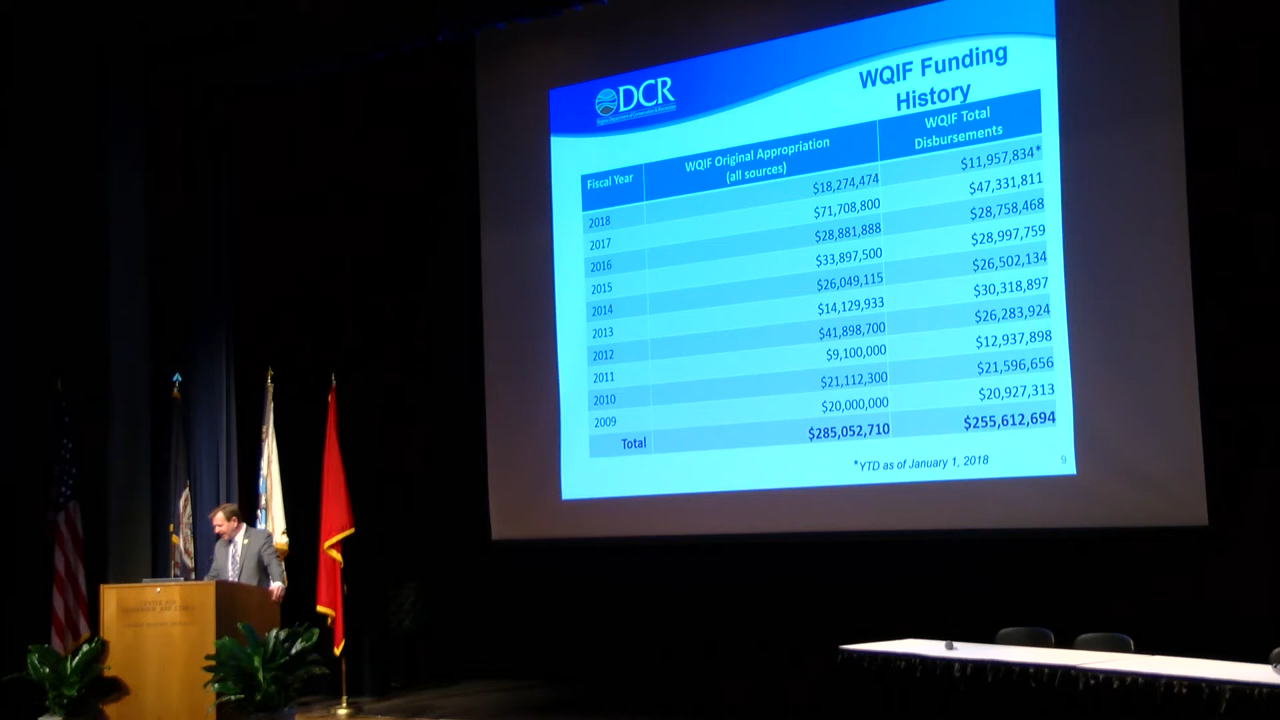 DCR
WQIF Funding
History
Fiscal Year WQIF Original Appropriation (all sources) WQIF Total Disbursements
2018 $18,274,474 $11,957,834*
2017 $71,708,800 $47,331,811
2016 $28,881,888 $28,758,468
2015 $33,897,500 $28,997,759
2014 $26,049,115 $26,502,134
2013 $14,129,933 $30,318,897
2012 $41,898,700 $26,283,924
2011 $9,100,000 $12,937,898
2010 $21,112,300 $21,596,656
2009 $20,000,000 $20,927,313
Total $285,052,710 $255,612,694
*YTD as of January 1, 2018
9
CENTER FOR